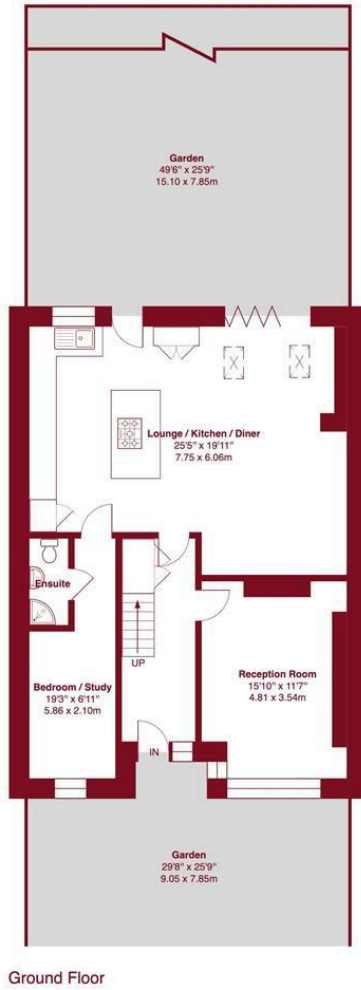 Garden
49'6" x 25'9"
15.10 x 7.85m
Lounge / Kitchen / Diner
25'5" x 19'11"
7.75 x 6.06m
Ensuite
UP
Bedroom / Study
19'3" x 6'11"
5.86 x 2.10m
Reception Room
15'10" x 11'7"
4.81 x 3.54m
IN
Garden
29'8" x 25'9"
9.05 x 7.85m
Ground Floor